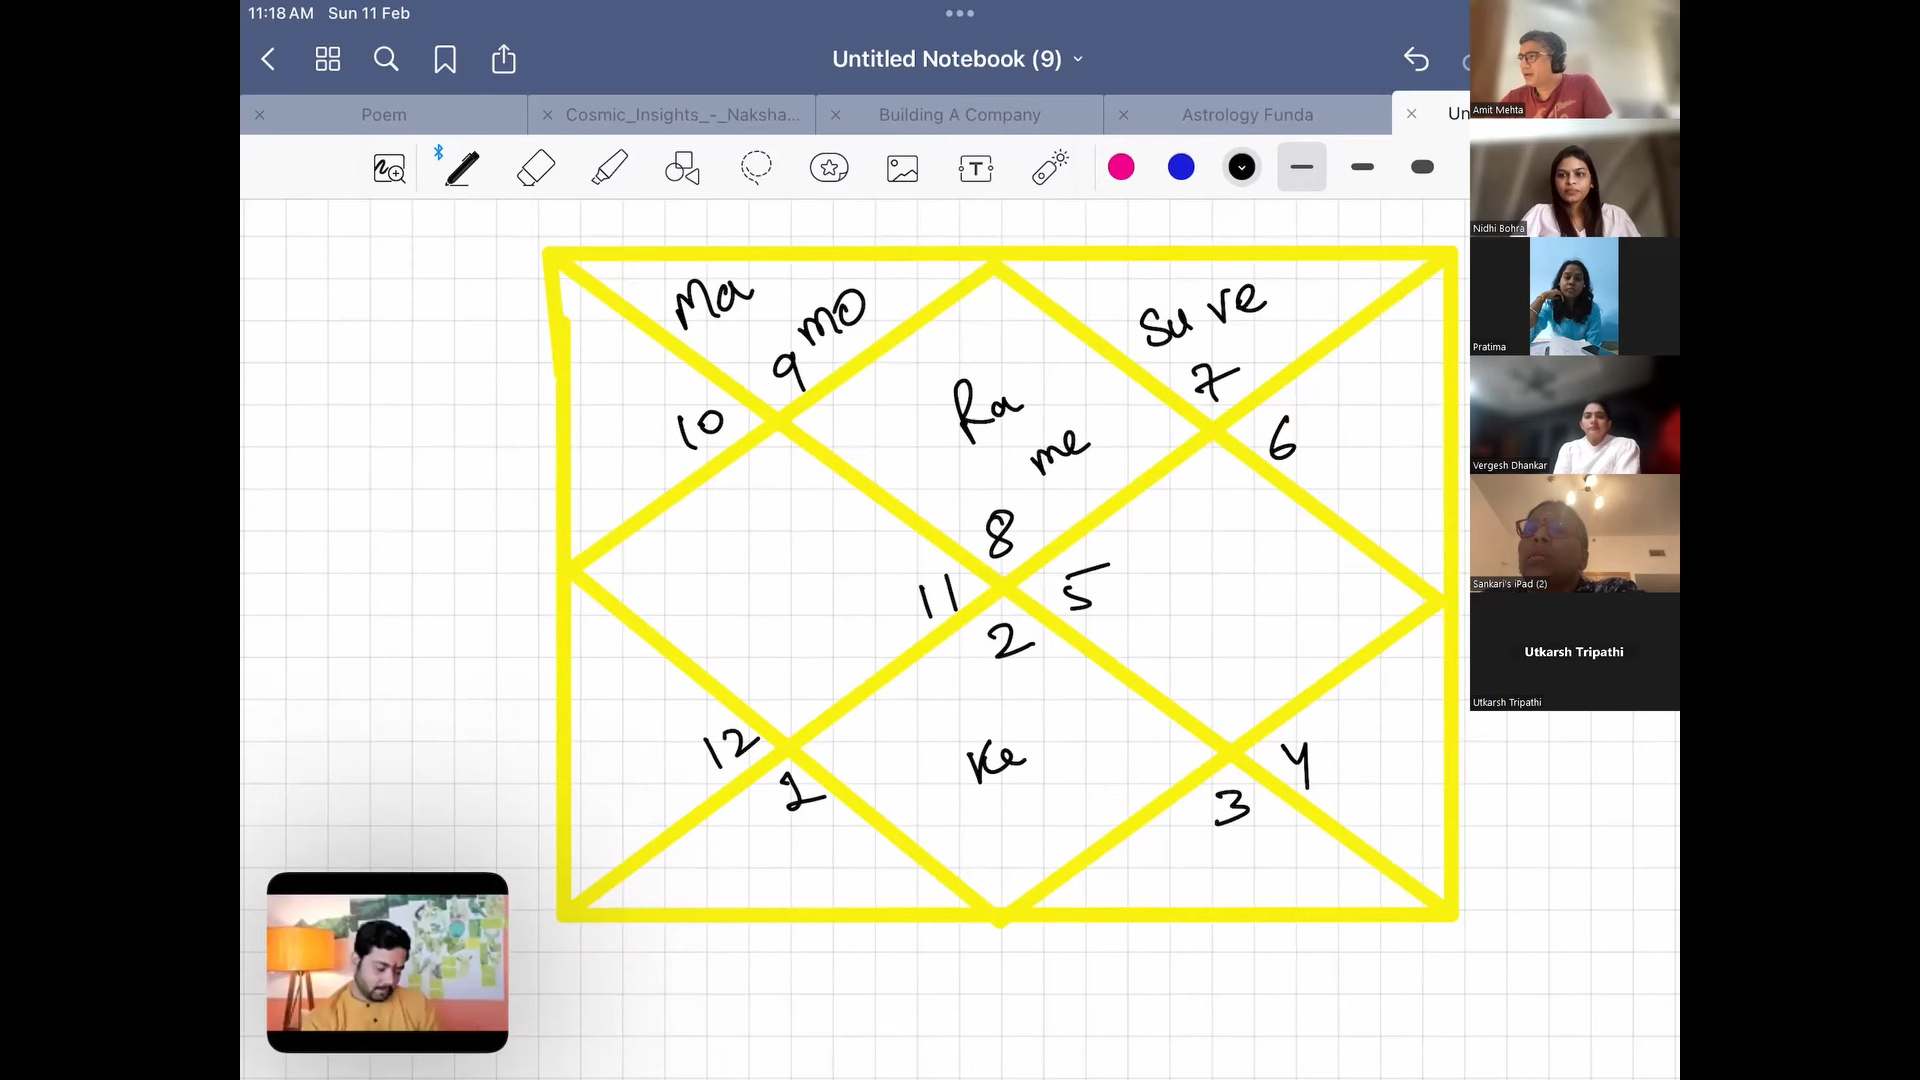 11:18 AM Sun 11 Feb
Untitled Notebook (9)
Poem
Cosmic_Insights_-_Naksha...
Building A Company
Astrology Funda
Un
T
Ma
mo
9
10
Ra
me
8
Su ve
7
6
11
5
2
12
1
Ke
4
3
Amit Mehta
Nidhi Bohra
Pratima
Vergesh Dhankar
Sankari's iPad (2)
Utkarsh Tripathi
Utkarsh Tripathi